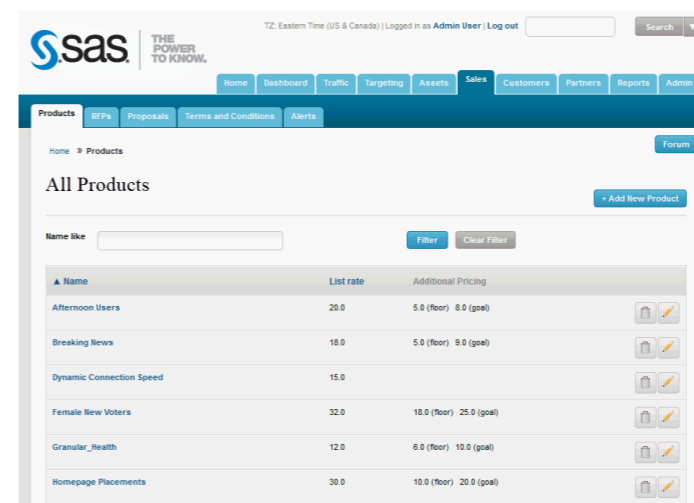 TZ: Eastern Time (US & Canada) | Logged in as Admin User | Log out
Search
Ssas THE POWER TO KNOW.
Home Dashboard Traffic Targeting Assets Sales Customers Partners Reports Admin
Products RFPs Proposals Terms and Conditions Alerts
Home » Products
Forum
All Products
+ Add New Product
Name like
Filter Clear Filter
▲ Name List rate Additional Pricing
Afternoon Users 20.0 5.0 (floor) 8.0 (goal)
Breaking News 18.0 5.0 (floor) 9.0 (goal)
Dynamic Connection Speed 15.0
Female New Voters 32.0 18.0 (floor) 25.0 (goal)
Granular_Health 12.0 6.0 (floor) 10.0 (goal)
Homepage Placements 30.0 10.0 (floor) 20.0 (goal)